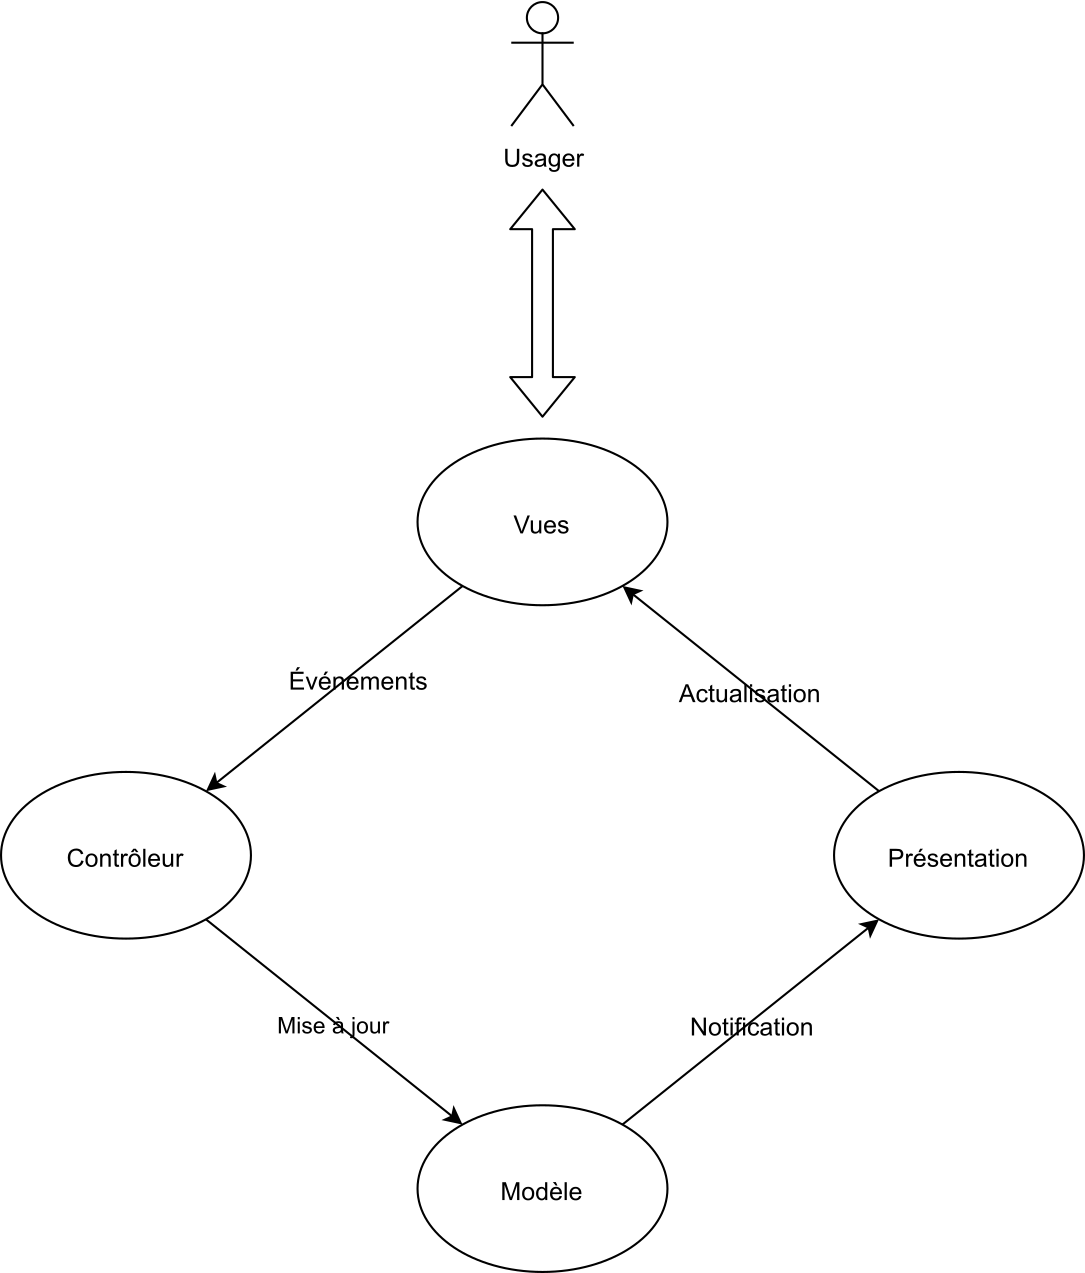 Usager
Vues
Événements
Actualisation
Contrôleur
Présentation
Mise à jour
Notification
Modèle